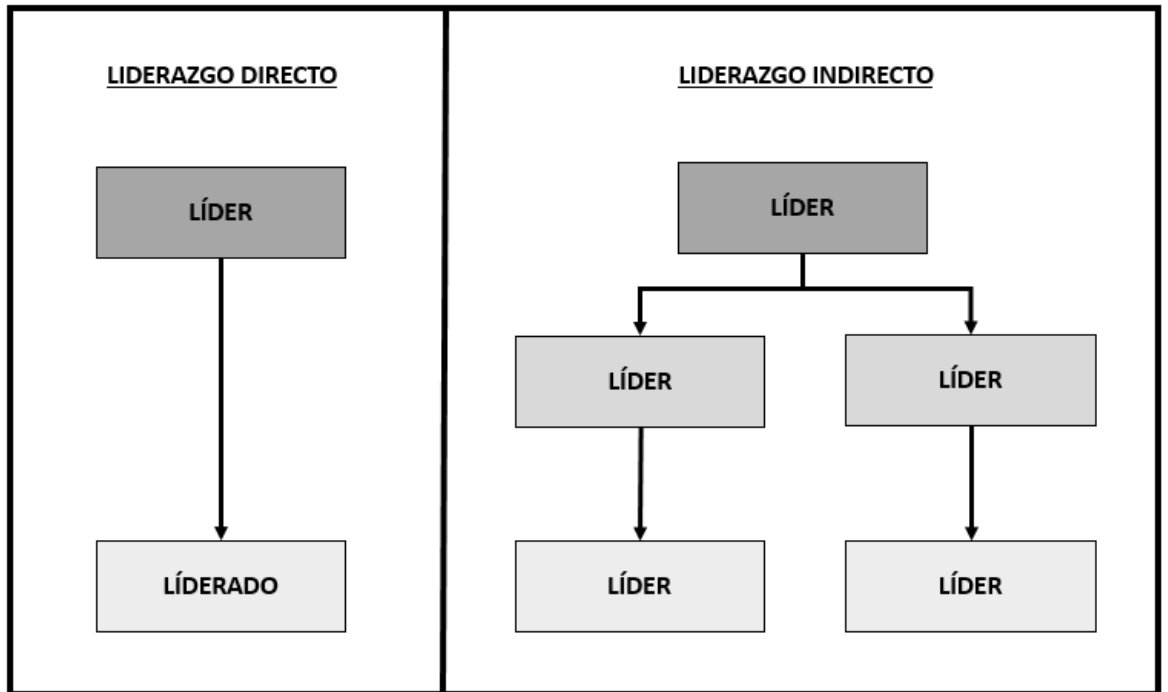 LIDERAZGO DIRECTO
LÍDER
LÍDERADO
LIDERAZGO INDIRECTO
LÍDER
LÍDER
LÍDER
LÍDER
LÍDER